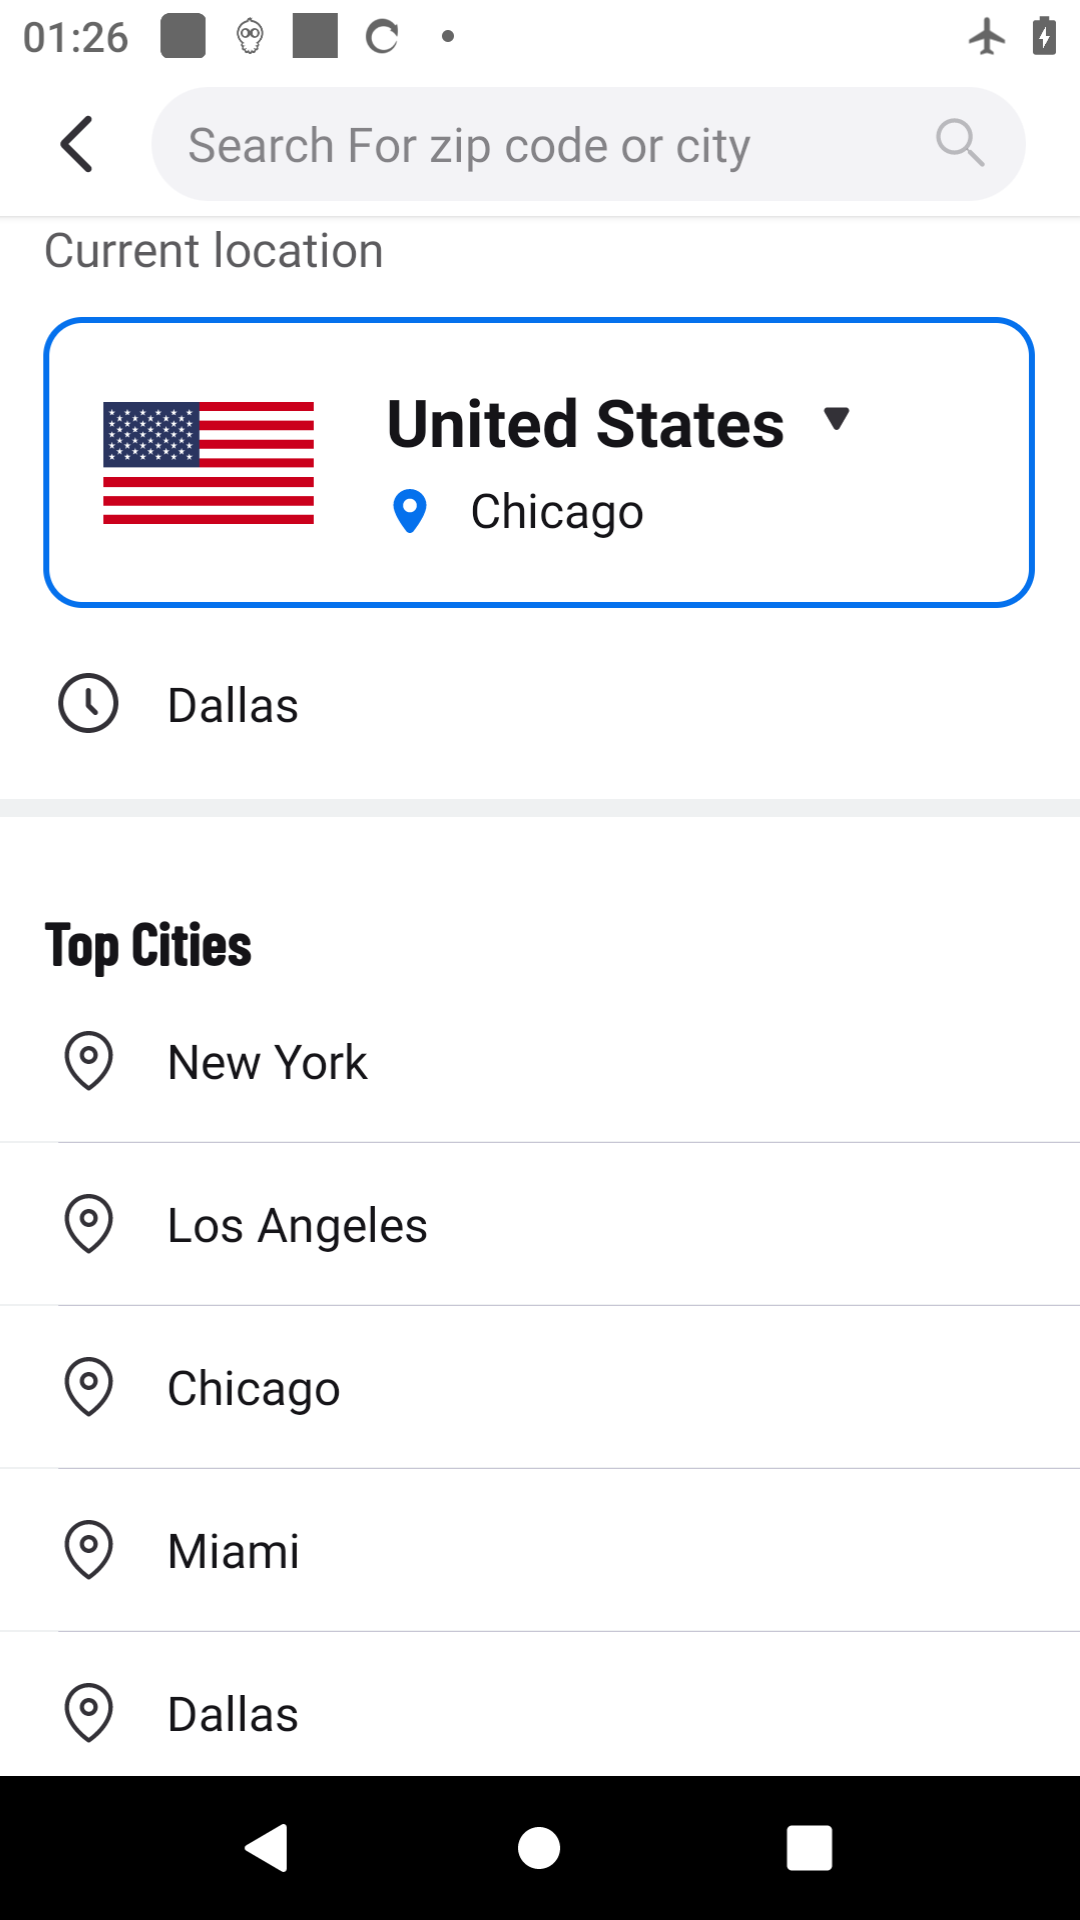 01:26
Search For zip code or city
Current location
United States
Chicago
Dallas
Top Cities
New York
Los Angeles
Chicago
Miami
Dallas